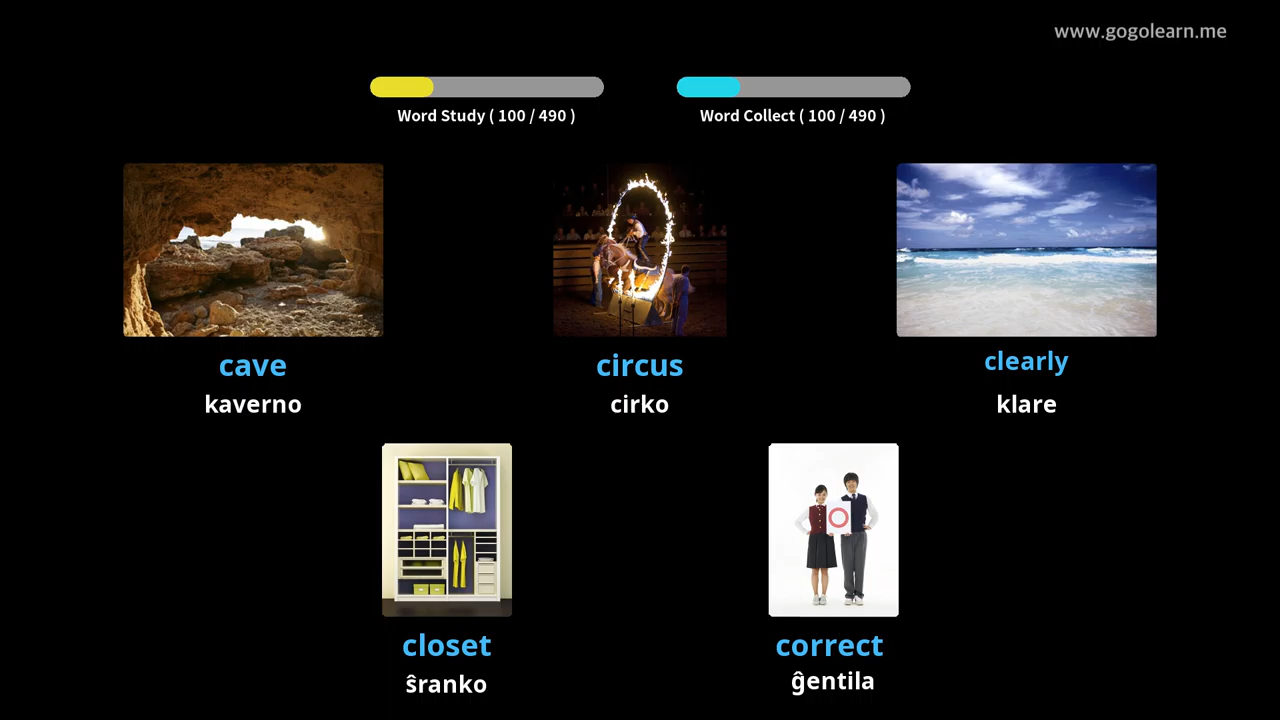 www.gogolearn.me
Word Study ( 100 / 490 )
Word Collect ( 100 / 490 )
cave
kaverno
circus
cirko
clearly
klare
closet
ŝranko
correct
ĝentila